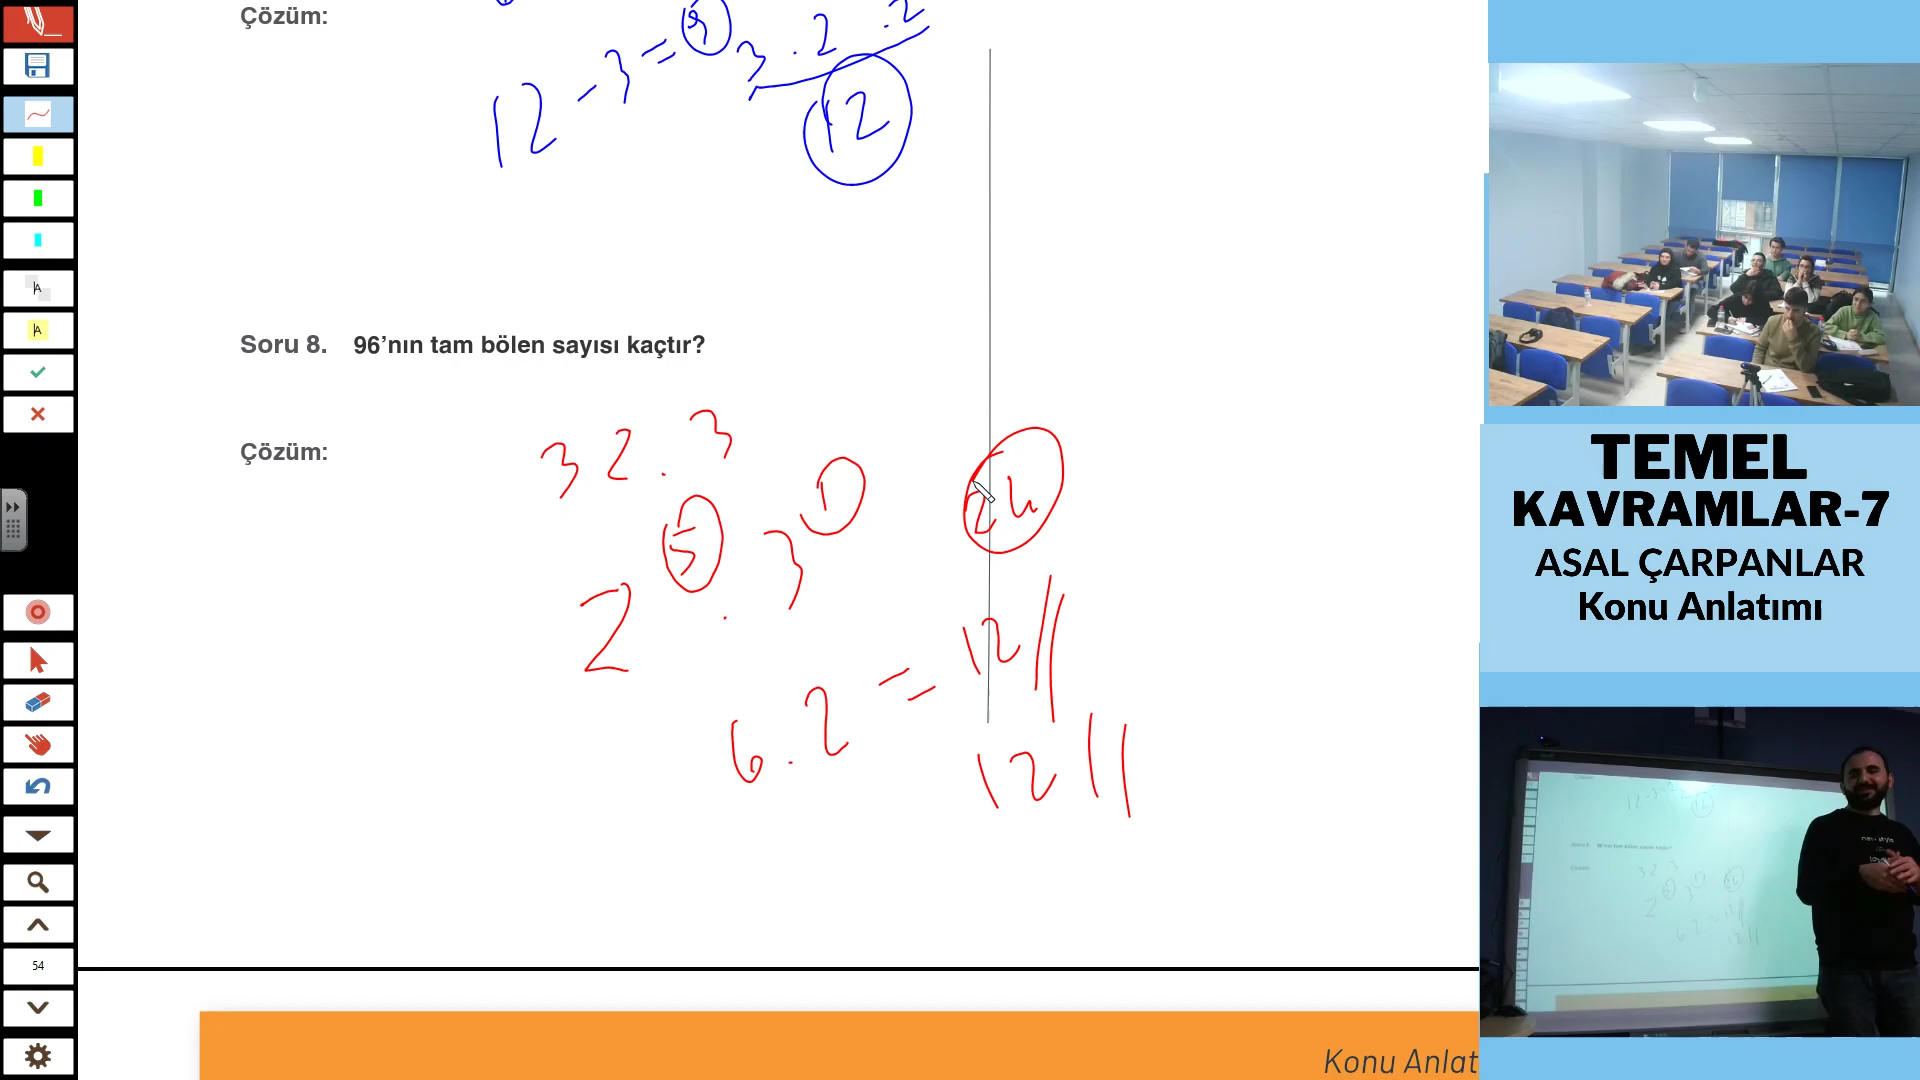 Çözüm:
12 - 3 = 9
3 . 2 . 2
12
Soru 8. 96’nın tam bölen sayısı kaçtır?
Çözüm:
32 . 3
2^5 . 3^1
24
6 . 2 = 12 //
12 //
54
Konu Anlat
TEMEL
KAVRAMLAR-7
ASAL ÇARPANLAR
Konu Anlatımı